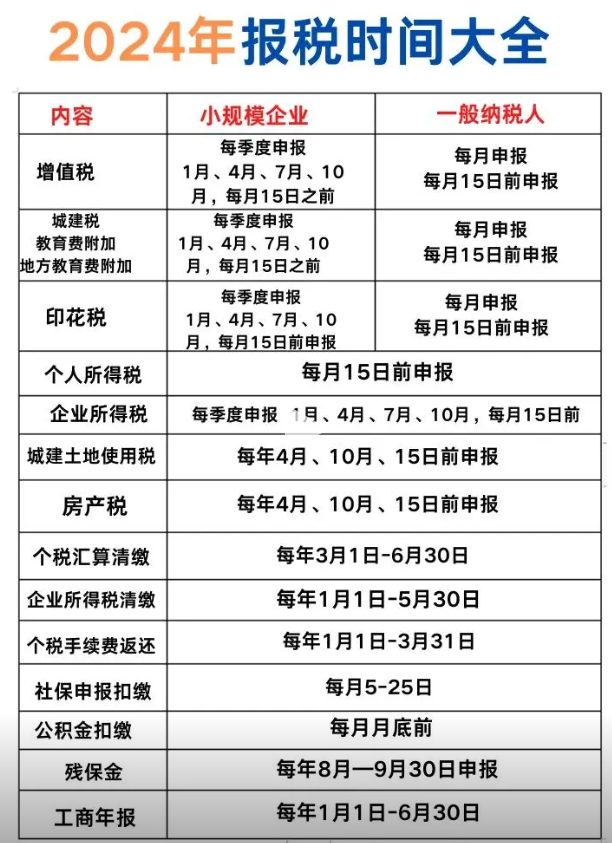 2024年报税时间大全
内容
小规模企业
一般纳税人
增值税
每季度申报
1月、4月、7月、10
月，每月15日之前
每月申报
每月15日前申报
城建税
教育费附加
地方教育费附加
每季度申报
1月、4月、7月、10
月，每月15日之前
每月申报
每月15日前申报
印花税
每季度申报
1月、4月、7月、10
月，每月15日前申报
每月申报
每月15日前申报
个人所得税
每月15日前申报
企业所得税
每季度申报 1月、4月、7月、10月，每月15日前
城建土地使用税
每年4月、10月、15日前申报
房产税
每年4月、10月、15日前申报
个税汇算清缴
每年3月1日-6月30日
企业所得税清缴
每年1月1日-5月30日
个税手续费返还
每年1月1日-3月31日
社保申报扣缴
每月5-25日
公积金扣缴
每月月底前
残保金
每年8月—9月30日申报
工商年报
每年1月1日-6月30日